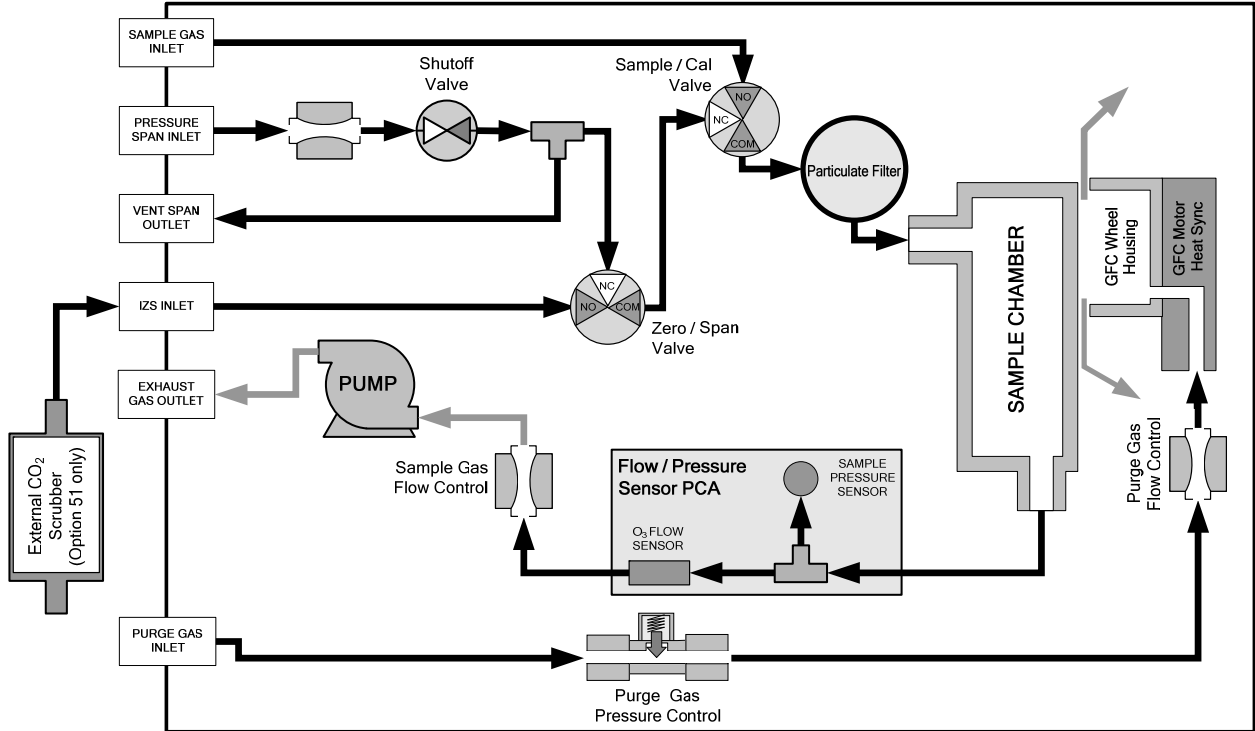 SAMPLE GAS
INLET
Shutoff
Valve
Sample / Cal
Valve
PRESSURE
SPAN INLET
NO
NC
COM
Particulate Filter
VENT SPAN
OUTLET
SAMPLE CHAMBER
GFC Wheel
Housing
GFC Motor
Heat Sync
IZS INLET
NC
NO
COM
Zero / Span
Valve
EXHAUST
GAS OUTLET
PUMP
External CO₂
Scrubber
(Option 51 only)
Sample Gas
Flow Control
Flow / Pressure
Sensor PCA
SAMPLE
PRESSURE
SENSOR
O₃ FLOW
SENSOR
Purge Gas
Flow Control
PURGE GAS
INLET
Purge Gas
Pressure Control